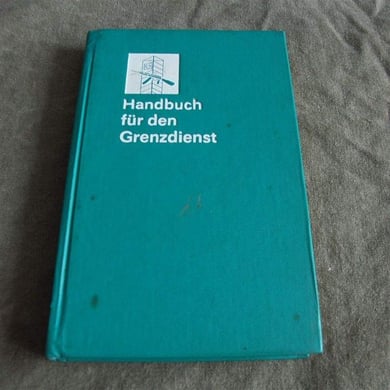 Handbuch
für den
Grenzdienst